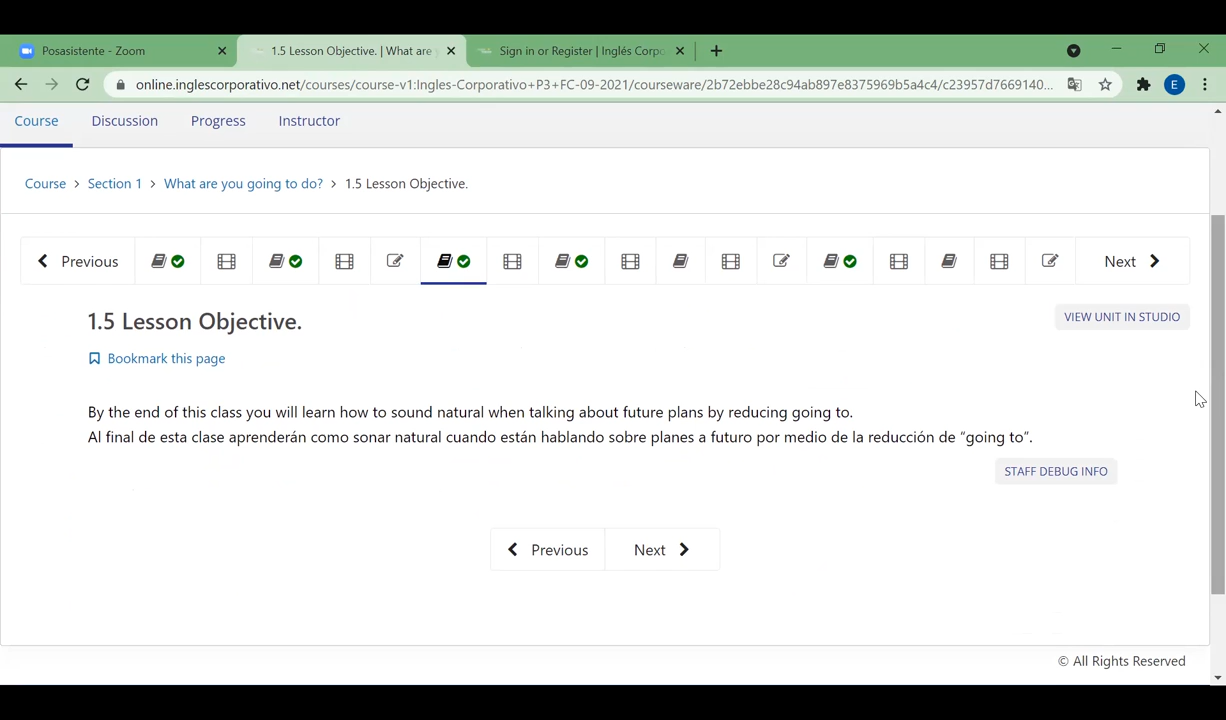 Posasistente - Zoom
1.5 Lesson Objective. | What are
Sign in or Register | Inglés Corpo
online.inglescorporativo.net/courses/course-v1:Ingles-Corporativo+P3+FC-09-2021/courseware/2b72ebbe28c94ab897e8375969b5a4c4/c23957d7669140...
E
Course Discussion Progress Instructor
Course > Section 1 > What are you going to do? > 1.5 Lesson Objective.
Previous
Next
1.5 Lesson Objective.
VIEW UNIT IN STUDIO
Bookmark this page
By the end of this class you will learn how to sound natural when talking about future plans by reducing going to.
Al final de esta clase aprenderán como sonar natural cuando están hablando sobre planes a futuro por medio de la reducción de “going to”.
STAFF DEBUG INFO
Previous Next
© All Rights Reserved